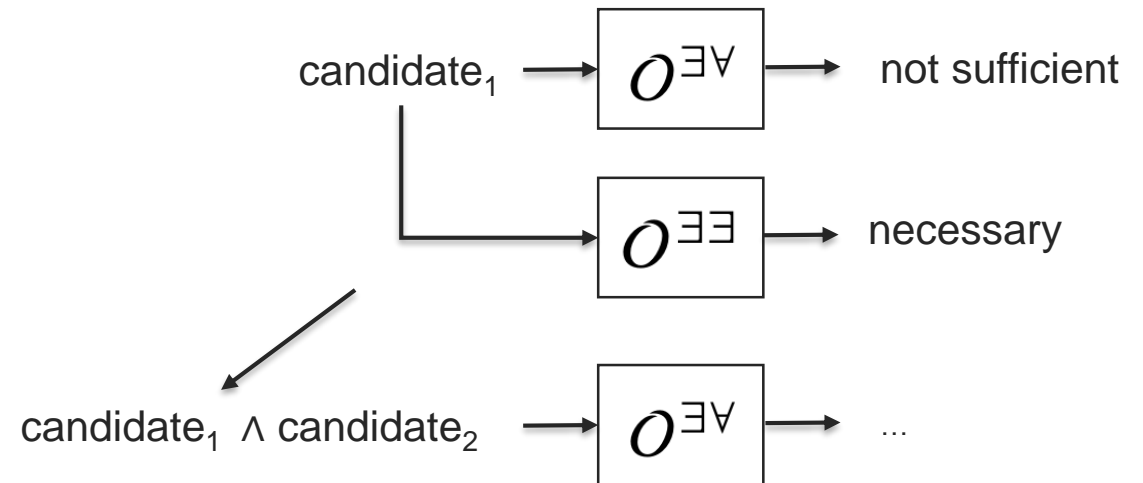 candidate₁ 𝒪^∃∀ not sufficient
𝒪^∃∃ necessary
candidate₁ ∧ candidate₂ 𝒪^∃∀ ...